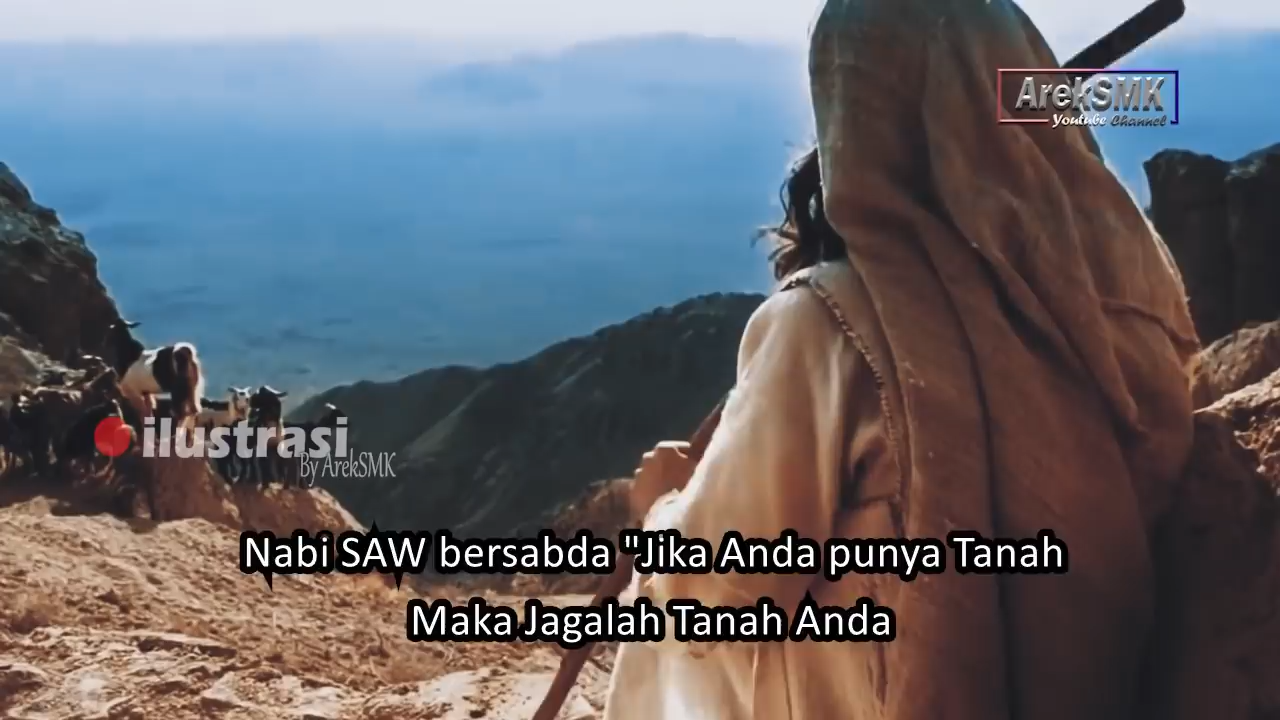 ArekSMK
Youtube Channel
ilustrasi
By ArekSMK
Nabi SAW bersabda "Jika Anda punya Tanah
Maka Jagalah Tanah Anda